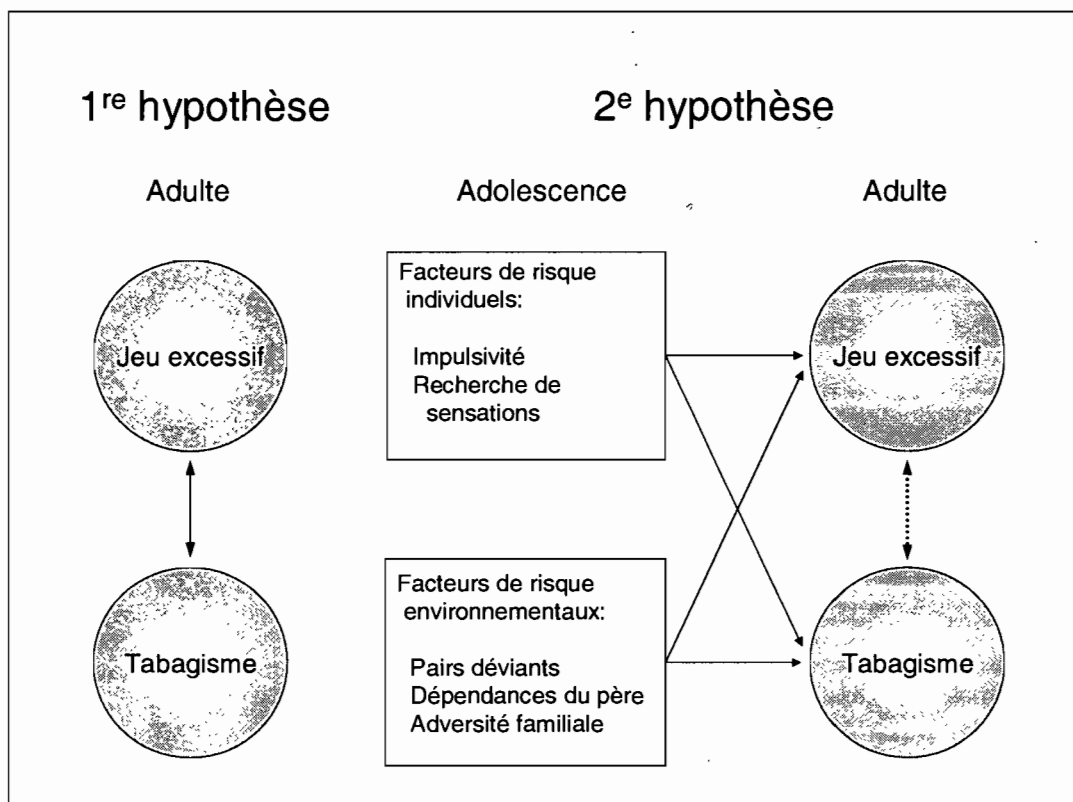 1re hypothèse
2e hypothèse
Adulte
Adolescence
Adulte
Jeu excessif
Tabagisme
Facteurs de risque
individuels:
Impulsivité
Recherche de
sensations
Facteurs de risque
environnementaux:
Pairs déviants
Dépendances du père
Adversité familiale
Jeu excessif
Tabagisme